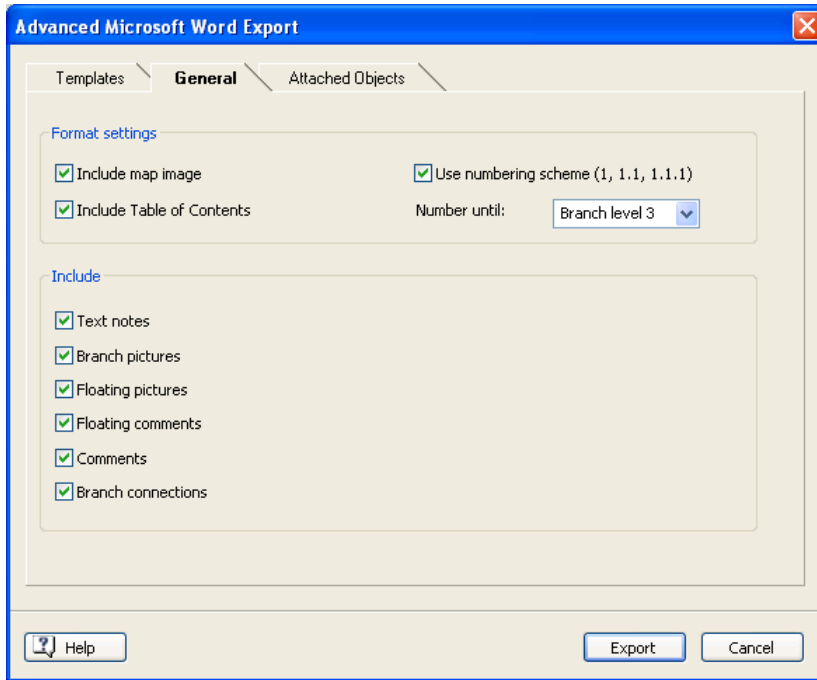 Advanced Microsoft Word Export
Templates General Attached Objects
Format settings
Include map image Use numbering scheme (1, 1.1, 1.1.1)
Include Table of Contents Number until: Branch level 3
Include
Text notes
Branch pictures
Floating pictures
Floating comments
Comments
Branch connections
Help Export Cancel